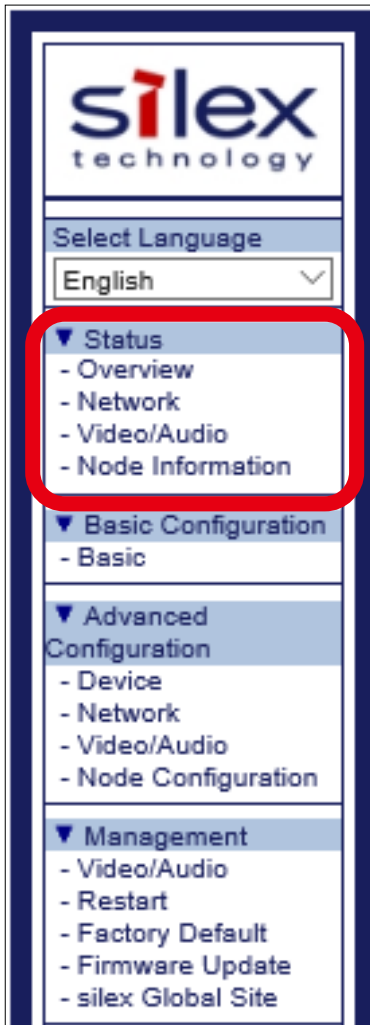 silex
technology
Select Language
English
▼ Status
- Overview
- Network
- Video/Audio
- Node Information
▼ Basic Configuration
- Basic
▼ Advanced
Configuration
- Device
- Network
- Video/Audio
- Node Configuration
▼ Management
- Video/Audio
- Restart
- Factory Default
- Firmware Update
- silex Global Site